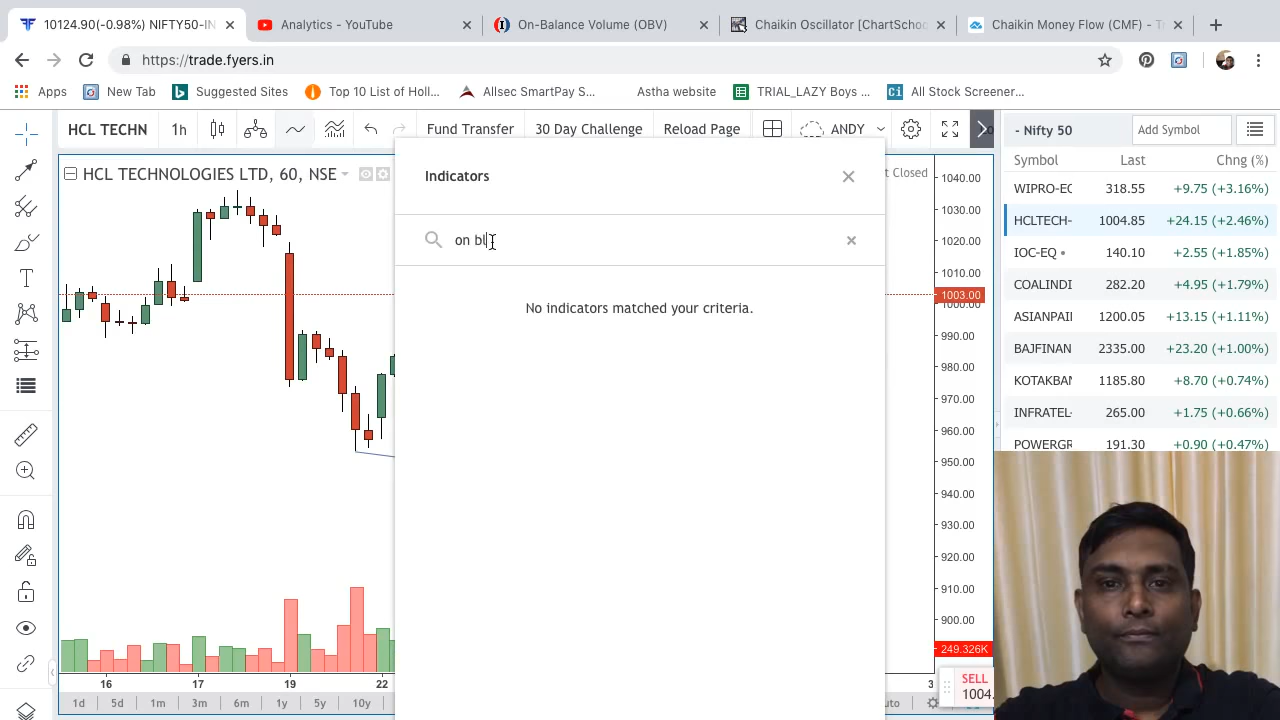 10124.90(-0.98%) NIFTY50-IN
Analytics - YouTube
On-Balance Volume (OBV)
Chaikin Oscillator [ChartSchoo
Chaikin Money Flow (CMF) - Tr
https://trade.fyers.in
Apps
New Tab
Suggested Sites
Top 10 List of Holl...
Allsec SmartPay S...
Astha website
TRIAL_LAZY Boys ...
All Stock Screener...
HCL TECHN
1h
Fund Transfer
30 Day Challenge
Reload Page
ANDY
- Nifty 50
Add Symbol
HCL TECHNOLOGIES LTD, 60, NSE
Indicators
t Closed
on bl
No indicators matched your criteria.
Symbol Last Chng (%)
WIPRO-EQ 318.55 +9.75 (+3.16%)
HCLTECH- 1004.85 +24.15 (+2.46%)
IOC-EQ 140.10 +2.55 (+1.85%)
COALINDI 282.20 +4.95 (+1.79%)
ASIANPAI 1200.05 +13.15 (+1.11%)
BAJFINAN 2335.00 +23.20 (+1.00%)
KOTAKBAN 1185.80 +8.70 (+0.74%)
INFRATEL- 265.00 +1.75 (+0.66%)
POWERGR 191.30 +0.90 (+0.47%)
1040.00
1030.00
1020.00
1010.00
1003.00
1000.00
990.00
980.00
970.00
960.00
950.00
940.00
930.00
920.00
910.00
900.00
249.326K
SELL
1004.
16 17 19 22 3
1d 5d 1m 3m 6m 1y 5y 10y
uto